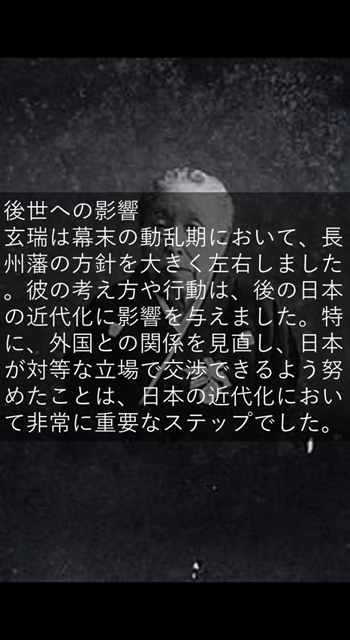 後世への影響
玄瑞は幕末の動乱期において、長
州藩の方針を大きく左右しました
。彼の考え方や行動は、後の日本
の近代化に影響を与えました。特
に、外国との関係を見直し、日本
が対等な立場で交渉できるよう努
めたことは、日本の近代化におい
て非常に重要なステップでした。